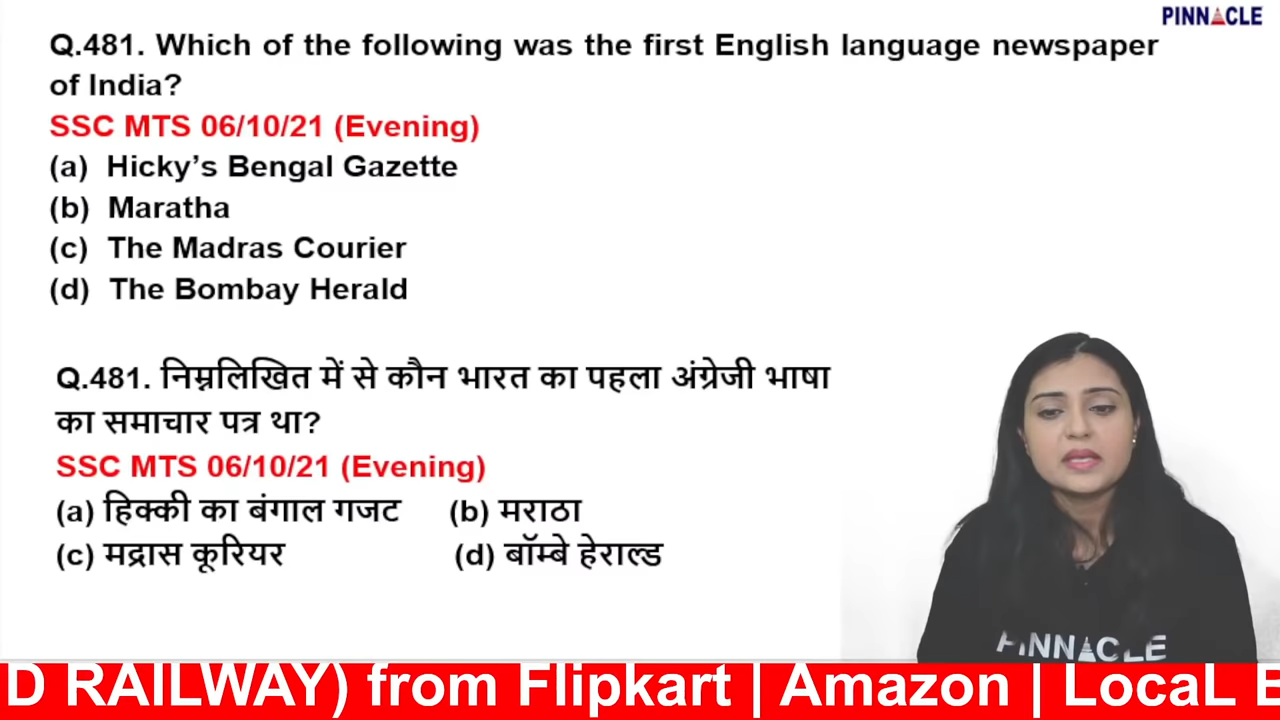 PINNACLE
Q.481. Which of the following was the first English language newspaper
of India?
SSC MTS 06/10/21 (Evening)
(a) Hicky’s Bengal Gazette
(b) Maratha
(c) The Madras Courier
(d) The Bombay Herald
Q.481. निम्नलिखित में से कौन भारत का पहला अंग्रेजी भाषा
का समाचार पत्र था?
SSC MTS 06/10/21 (Evening)
(a) हिक्की का बंगाल गजट (b) मराठा
(c) मद्रास कूरियर (d) बॉम्बे हेराल्ड
PINNACLE
D RAILWAY) from Flipkart | Amazon | LocaL